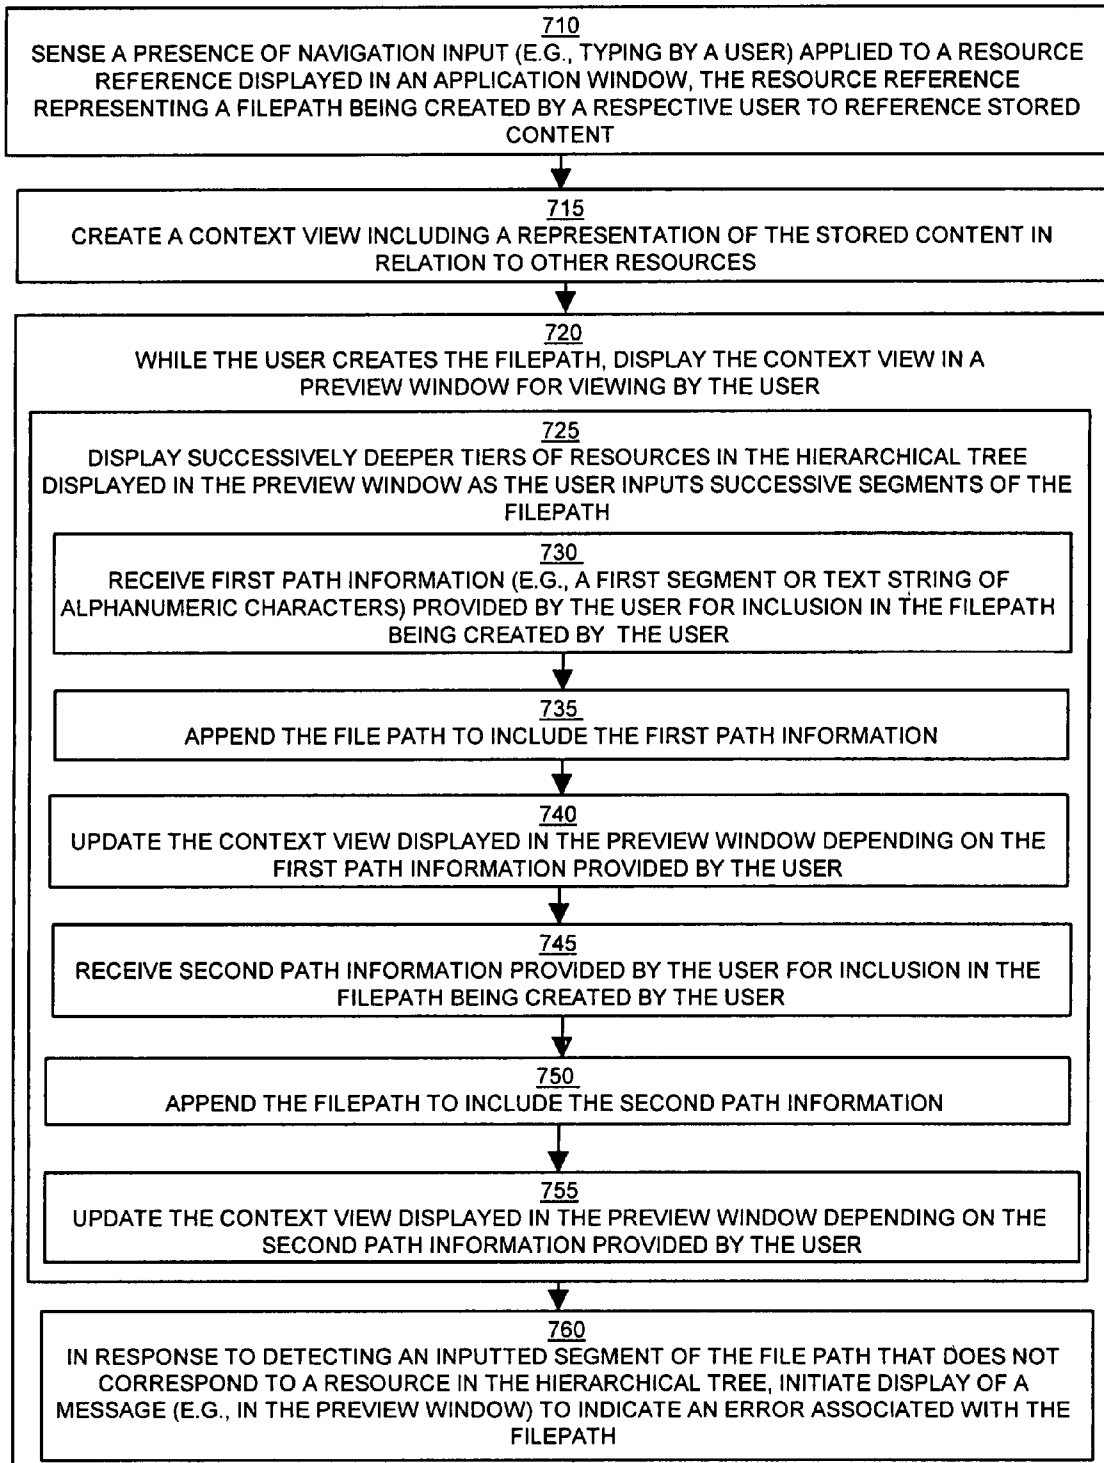 710
SENSE A PRESENCE OF NAVIGATION INPUT (E.G., TYPING BY A USER) APPLIED TO A RESOURCE
REFERENCE DISPLAYED IN AN APPLICATION WINDOW, THE RESOURCE REFERENCE
REPRESENTING A FILEPATH BEING CREATED BY A RESPECTIVE USER TO REFERENCE STORED
CONTENT
715
CREATE A CONTEXT VIEW INCLUDING A REPRESENTATION OF THE STORED CONTENT IN
RELATION TO OTHER RESOURCES
720
WHILE THE USER CREATES THE FILEPATH, DISPLAY THE CONTEXT VIEW IN A
PREVIEW WINDOW FOR VIEWING BY THE USER
725
DISPLAY SUCCESSIVELY DEEPER TIERS OF RESOURCES IN THE HIERARCHICAL TREE
DISPLAYED IN THE PREVIEW WINDOW AS THE USER INPUTS SUCCESSIVE SEGMENTS OF THE
FILEPATH
730
RECEIVE FIRST PATH INFORMATION (E.G., A FIRST SEGMENT OR TEXT STRING OF
ALPHANUMERIC CHARACTERS) PROVIDED BY THE USER FOR INCLUSION IN THE FILEPATH
BEING CREATED BY THE USER
735
APPEND THE FILE PATH TO INCLUDE THE FIRST PATH INFORMATION
740
UPDATE THE CONTEXT VIEW DISPLAYED IN THE PREVIEW WINDOW DEPENDING ON THE
FIRST PATH INFORMATION PROVIDED BY THE USER
745
RECEIVE SECOND PATH INFORMATION PROVIDED BY THE USER FOR INCLUSION IN THE
FILEPATH BEING CREATED BY THE USER
750
APPEND THE FILEPATH TO INCLUDE THE SECOND PATH INFORMATION
755
UPDATE THE CONTEXT VIEW DISPLAYED IN THE PREVIEW WINDOW DEPENDING ON THE
SECOND PATH INFORMATION PROVIDED BY THE USER
760
IN RESPONSE TO DETECTING AN INPUTTED SEGMENT OF THE FILE PATH THAT DOES NOT
CORRESPOND TO A RESOURCE IN THE HIERARCHICAL TREE, INITIATE DISPLAY OF A
MESSAGE (E.G., IN THE PREVIEW WINDOW) TO INDICATE AN ERROR ASSOCIATED WITH THE
FILEPATH